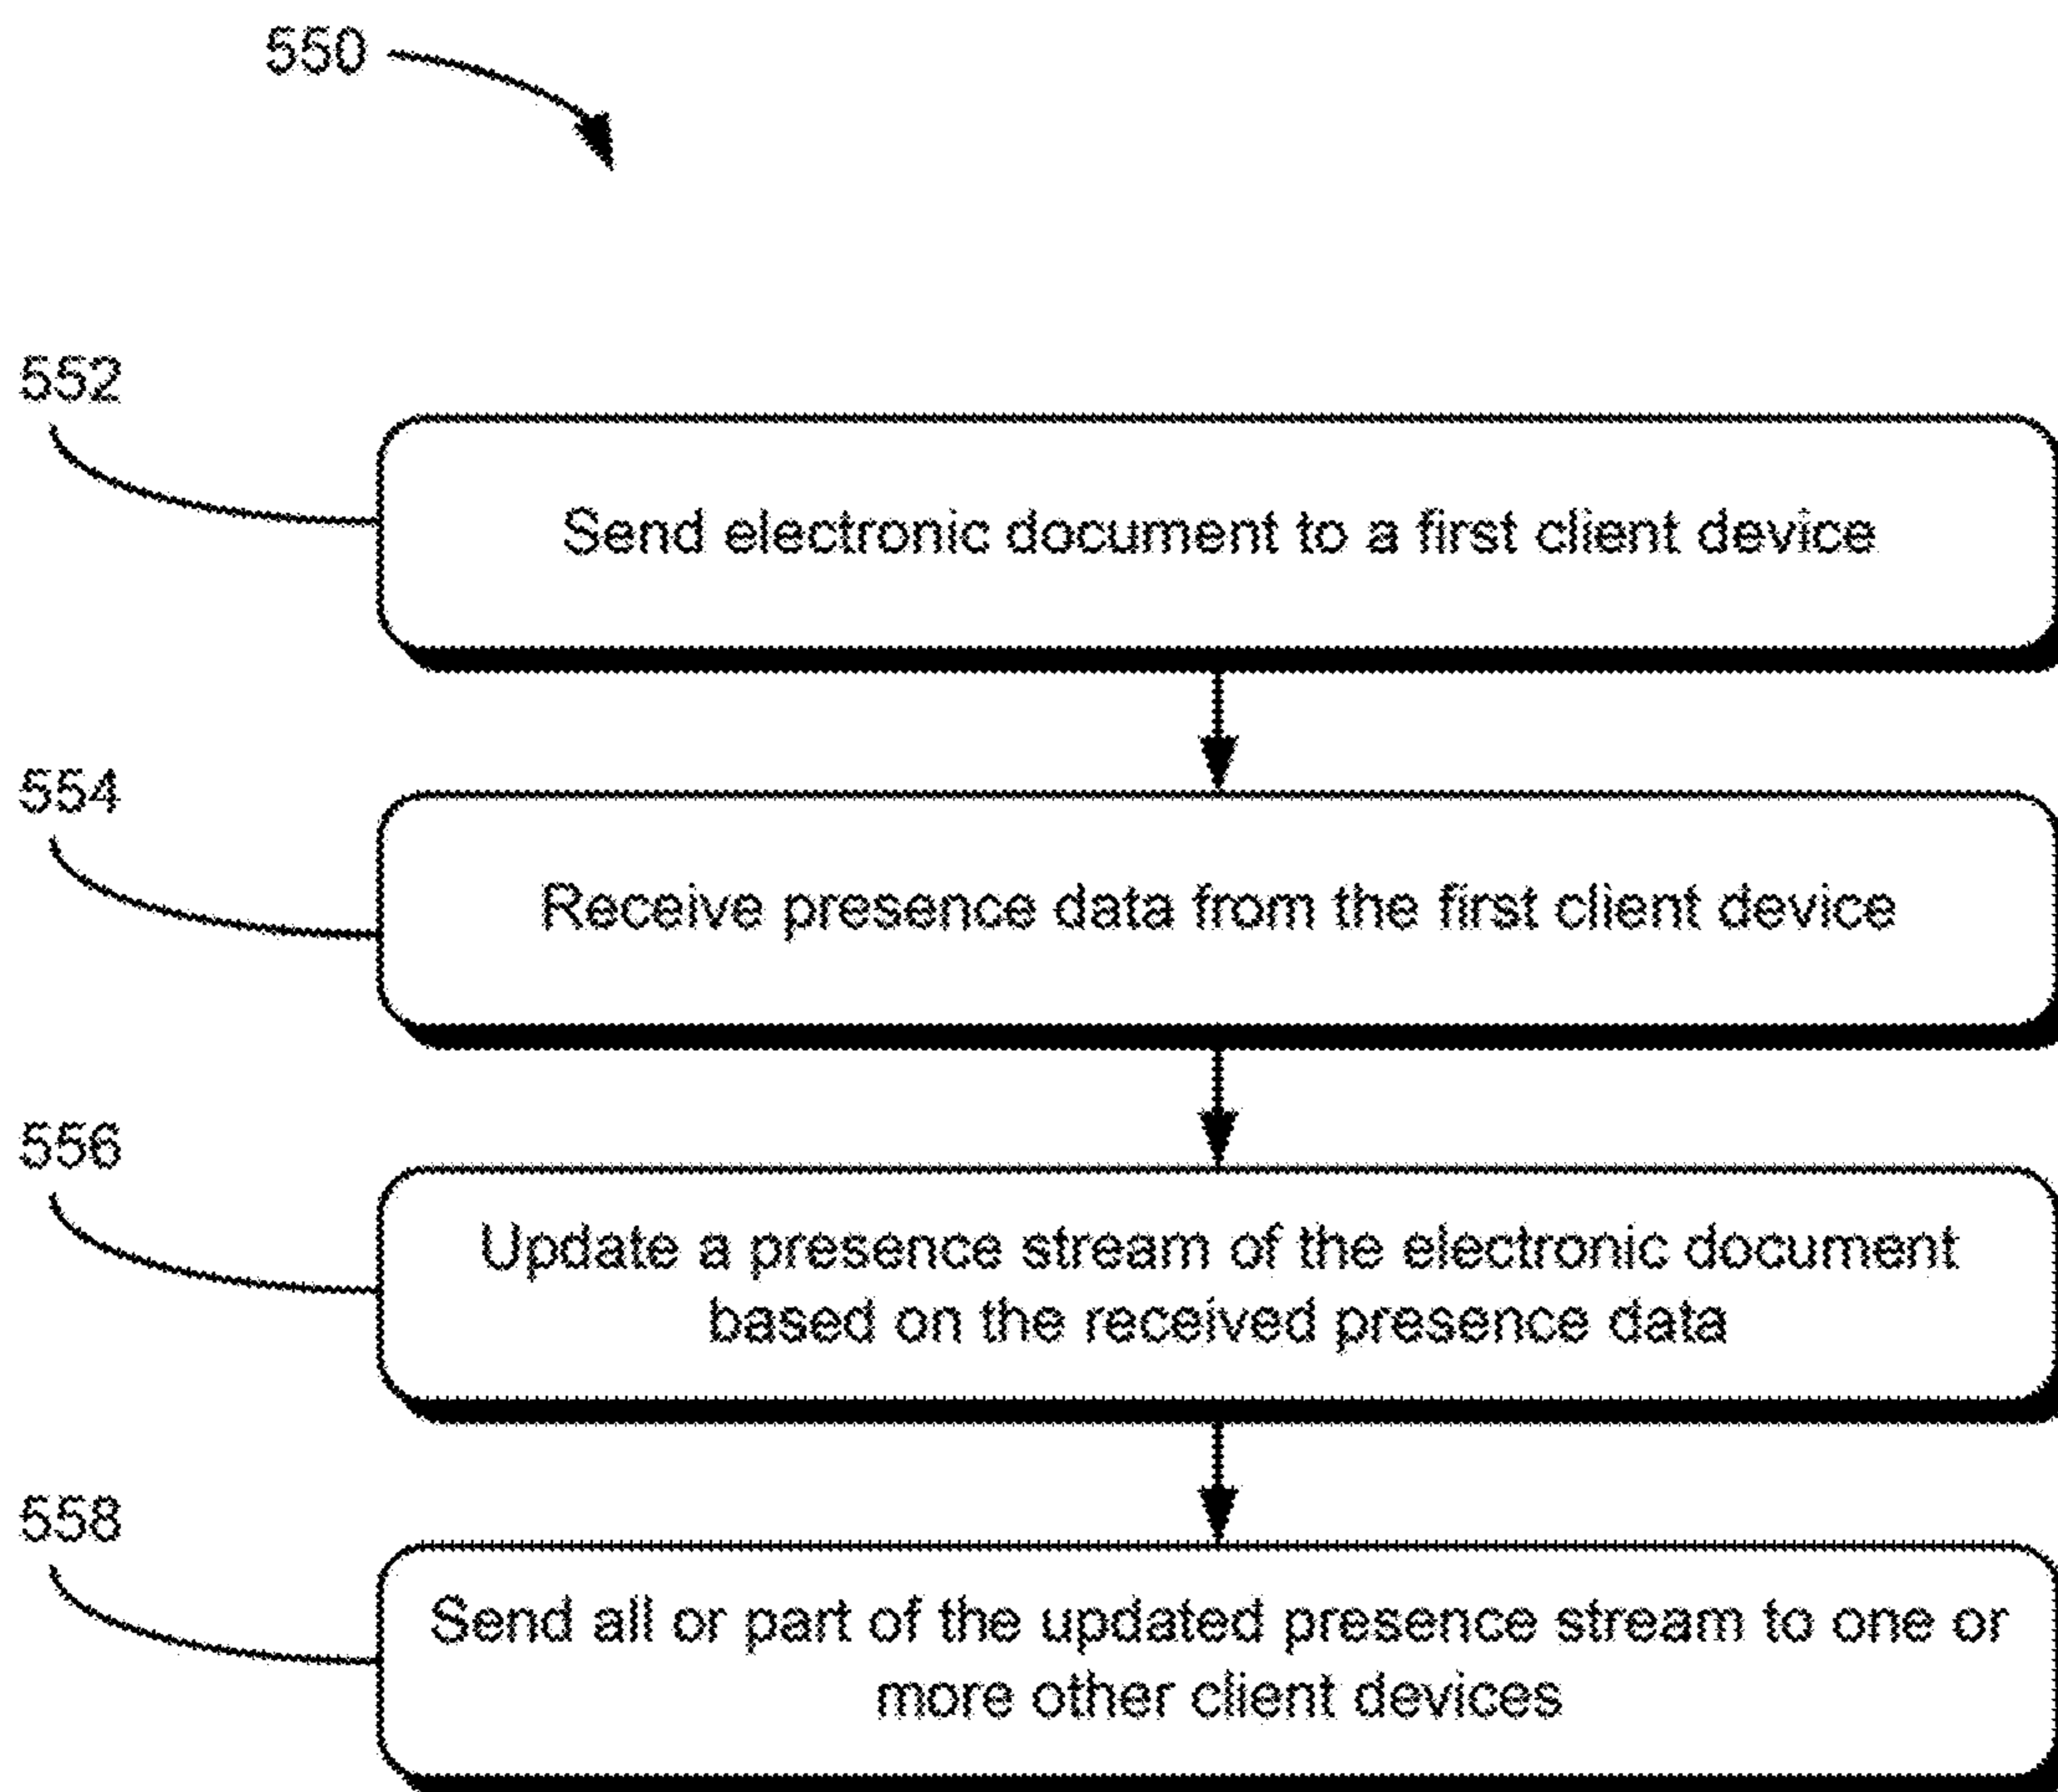 550
552
Send electronic document to a first client device
554
Receive presence data from the first client device
556
Update a presence stream of the electronic document
based on the received presence data
558
Send all or part of the updated presence stream to one or
more other client devices